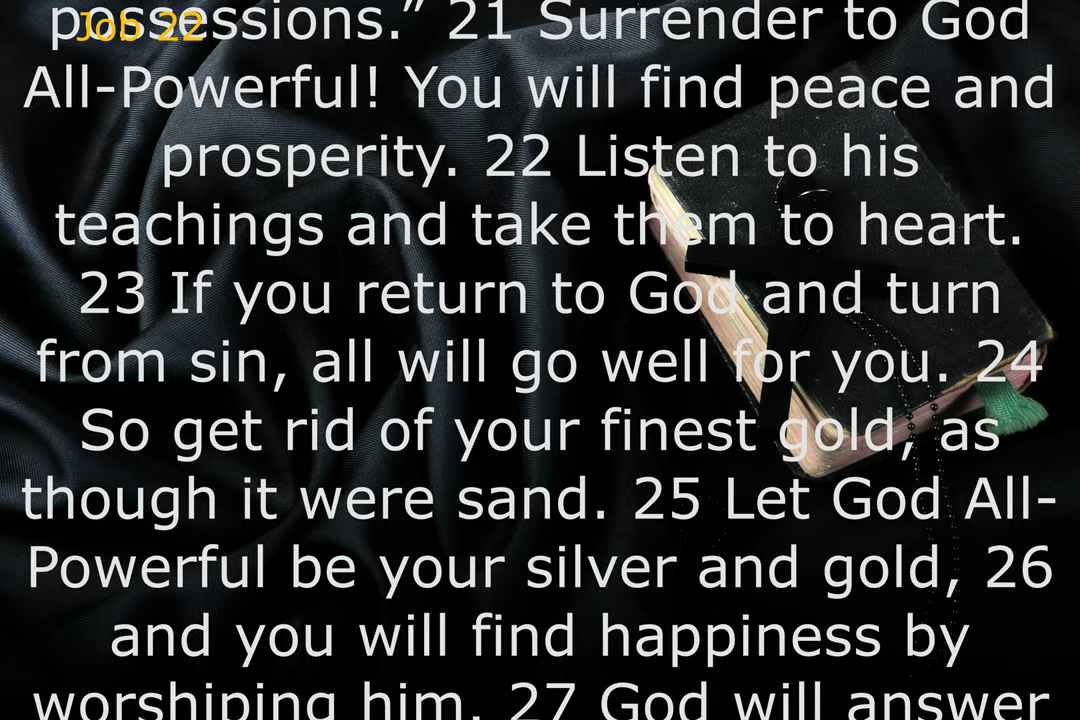 Job 22
possessions.” 21 Surrender to God
All-Powerful! You will find peace and
prosperity. 22 Listen to his
teachings and take them to heart.
23 If you return to God and turn
from sin, all will go well for you. 24
So get rid of your finest gold, as
though it were sand. 25 Let God All-
Powerful be your silver and gold, 26
and you will find happiness by
worshiping him. 27 God will answer